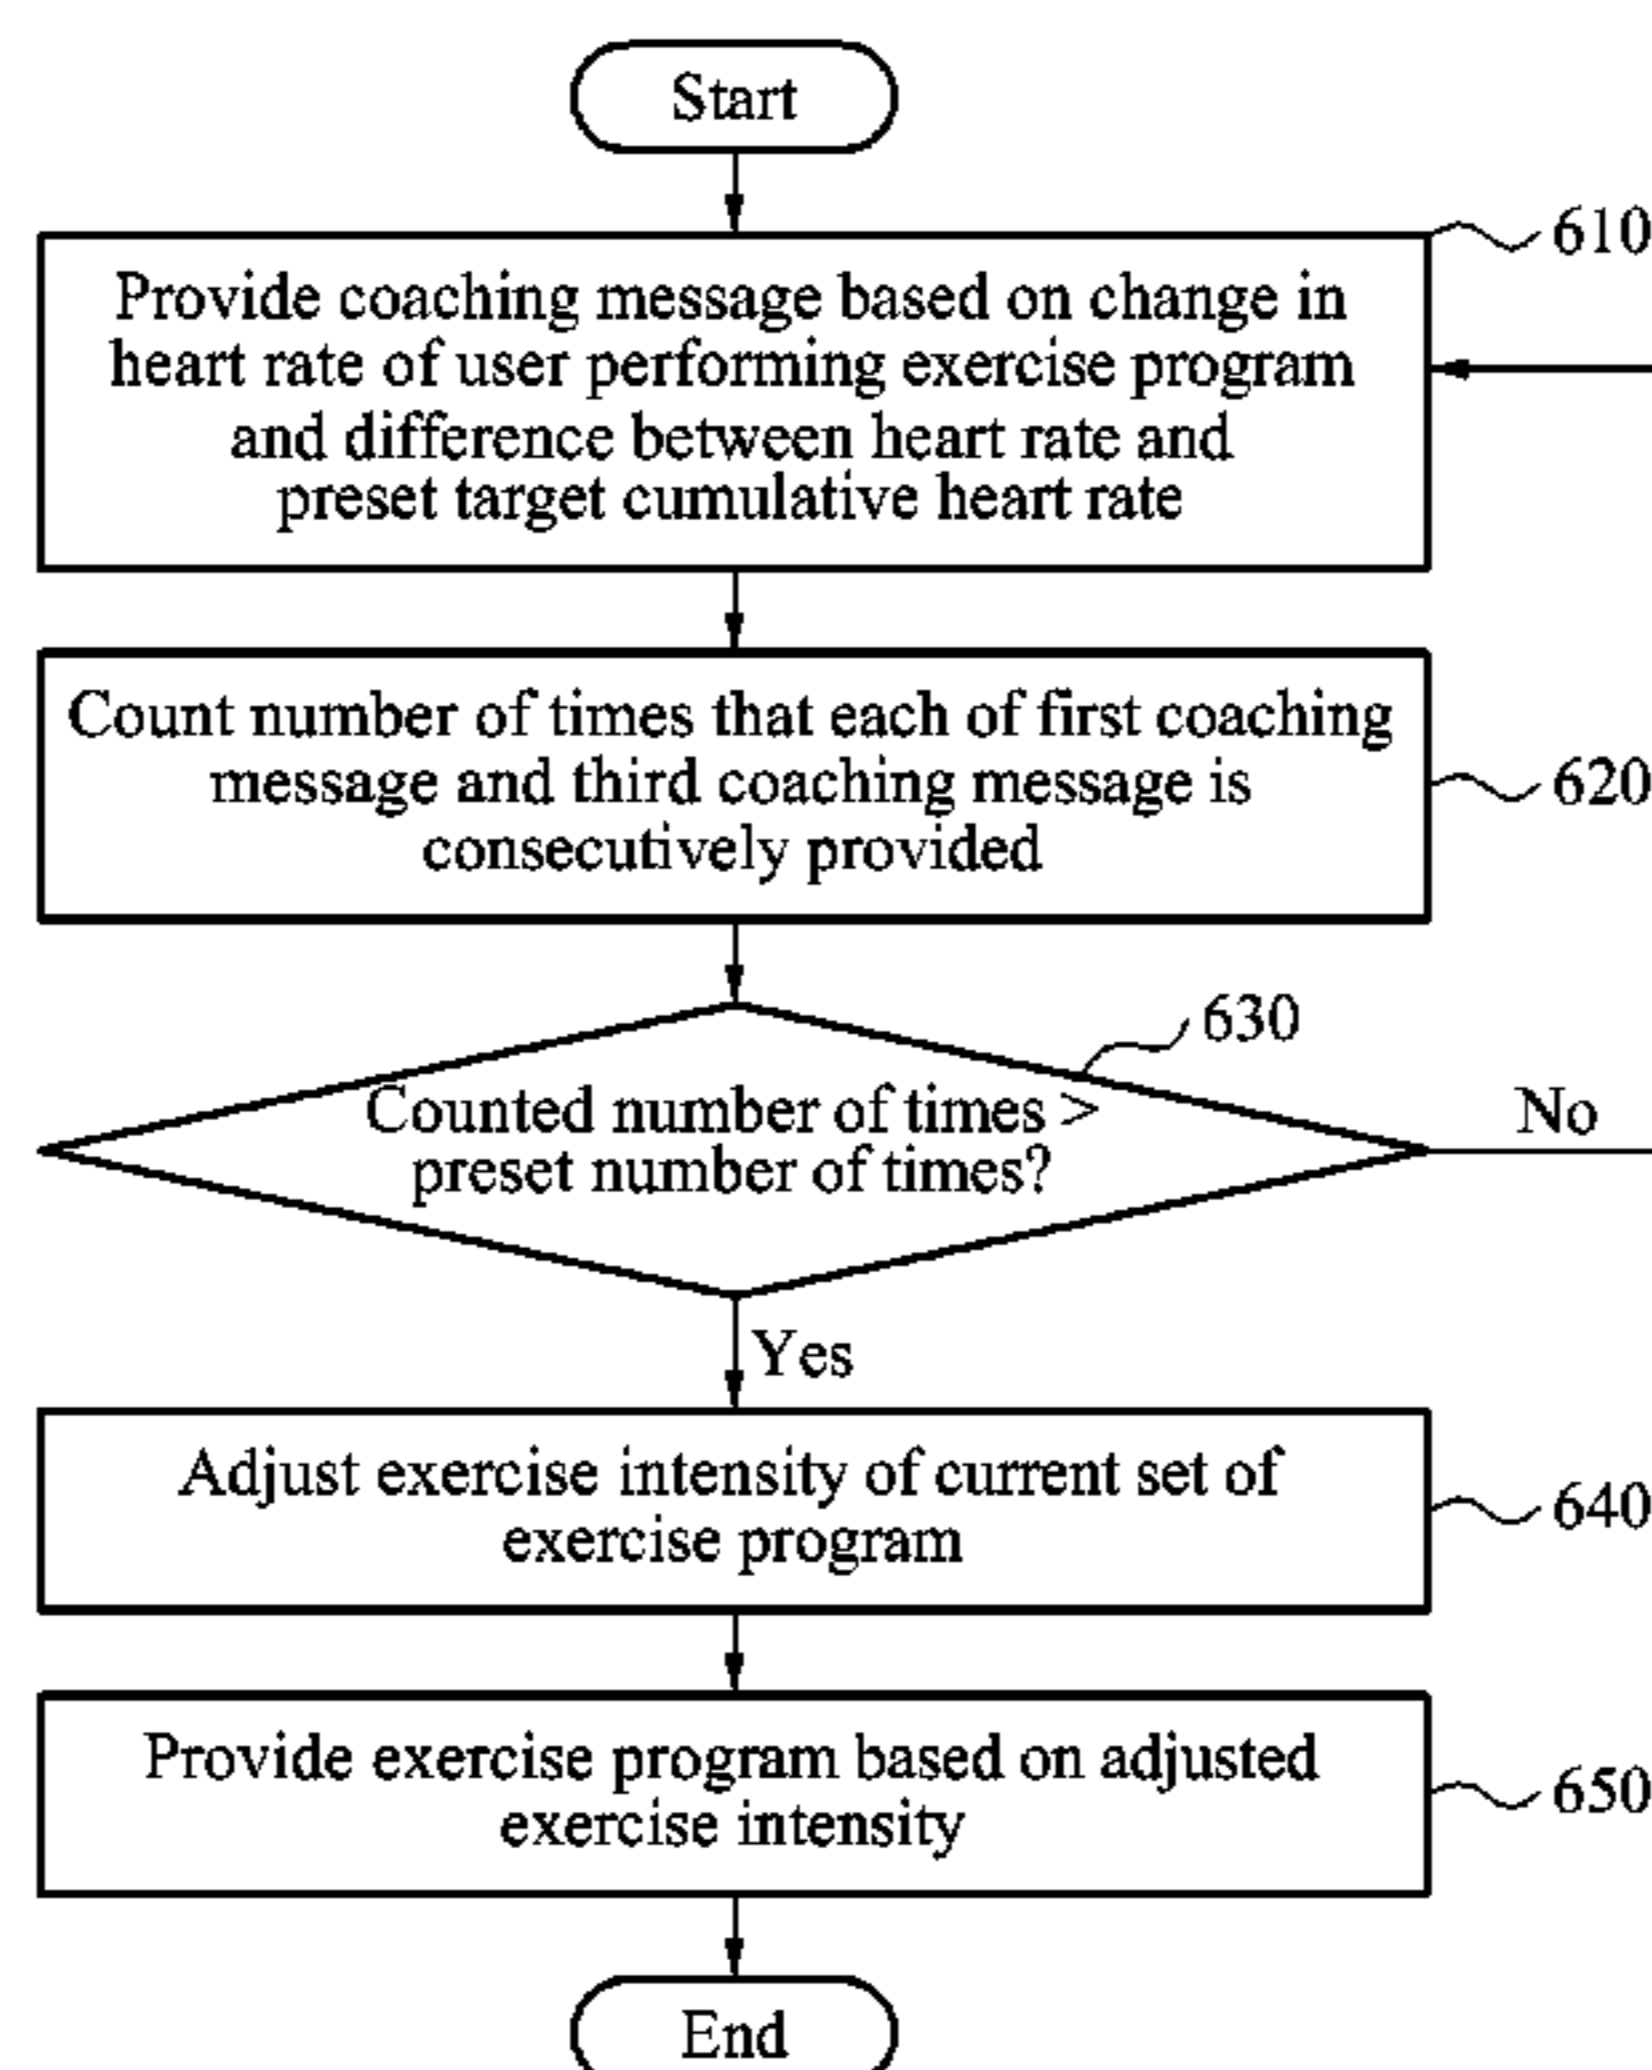 Start
610
Provide coaching message based on change in
heart rate of user performing exercise program
and difference between heart rate and
preset target cumulative heart rate
Count number of times that each of first coaching
message and third coaching message is
consecutively provided
620
630
Counted number of times >
preset number of times?
No
Yes
Adjust exercise intensity of current set of
exercise program
640
Provide exercise program based on adjusted
exercise intensity
650
End